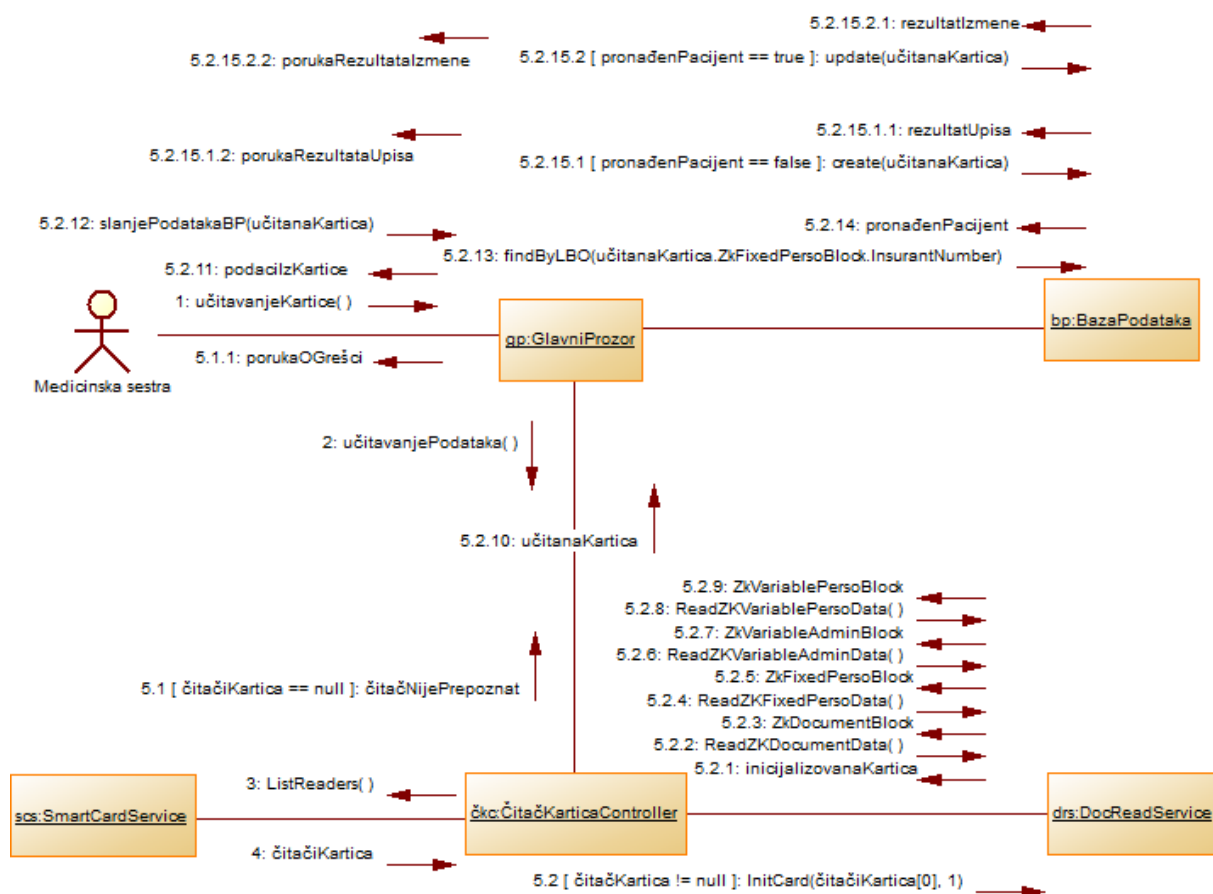 5.2.15.2.1: rezultatIzmene
5.2.15.2.2: porukaRezultataIzmene
5.2.15.2 [ pronađenPacijent == true ]: update(učitanaKartica)
5.2.15.1.1: rezultatUpisa
5.2.15.1.2: porukaRezultataUpisa
5.2.15.1 [ pronađenPacijent == false ]: create(učitanaKartica)
5.2.12: slanjePodatakaBP(učitanaKartica)
5.2.14: pronađenPacijent
5.2.13: findByLBO(učitanaKartica.ZkFixedPersoBlock.InsurantNumber)
5.2.11: podaciIzKartice
1: učitavanjeKartice( )
gp:GlavniProzor
bp:BazaPodataka
5.1.1: porukaOGrešci
Medicinska sestra
2: učitavanjePodataka( )
5.2.10: učitanaKartica
5.2.9: ZkVariablePersoBlock
5.2.8: ReadZKVariablePersoData( )
5.2.7: ZkVariableAdminBlock
5.2.6: ReadZKVariableAdminData( )
5.2.5: ZkFixedPersoBlock
5.1 [ čitačiKartica == null ]: čitačNijePrepoznat
5.2.4: ReadZKFixedPersoData( )
5.2.3: ZkDocumentBlock
5.2.2: ReadZKDocumentData( )
5.2.1: inicijalizovanaKartica
3: ListReaders( )
scs:SmartCardService
čkc:ČitačKarticaController
drs:DocReadService
4: čitačiKartica
5.2 [ čitačKartica != null ]: InitCard(čitačiKartica[0], 1)